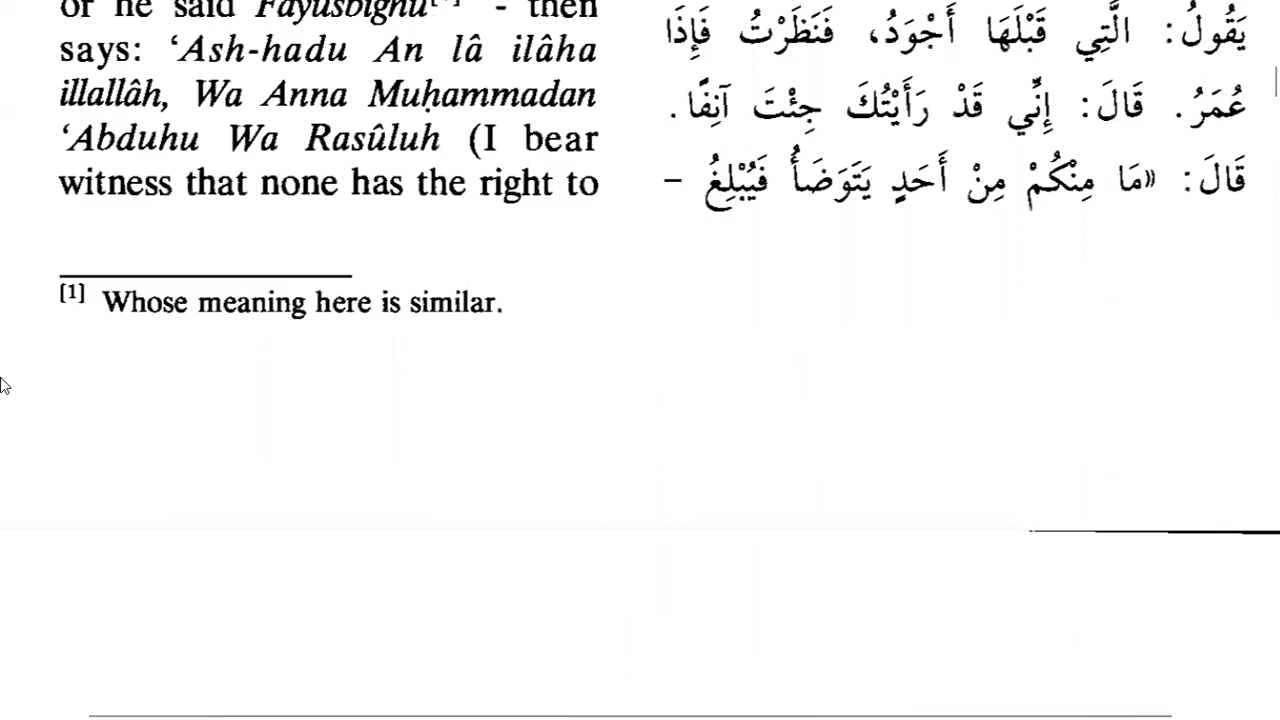 or he said Fayusbighu[1] - then
says: ‘Ash-hadu An lâ ilâha
illallâh, Wa Anna Muḥammadan
‘Abduhu Wa Rasûluh (I bear
witness that none has the right to
[1] Whose meaning here is similar.
يَقُولُ: الَّتِي قَبْلَهَا أَجْوَدُ، فَنَظَرْتُ فَإِذَا
عُمَرُ. قَالَ: إِنِّي قَدْ رَأَيْتُكَ جِئْتَ آنِفًا.
قَالَ: «مَا مِنْكُمْ مِنْ أَحَدٍ يَتَوَضَأُ فَيُبْلِغُ –